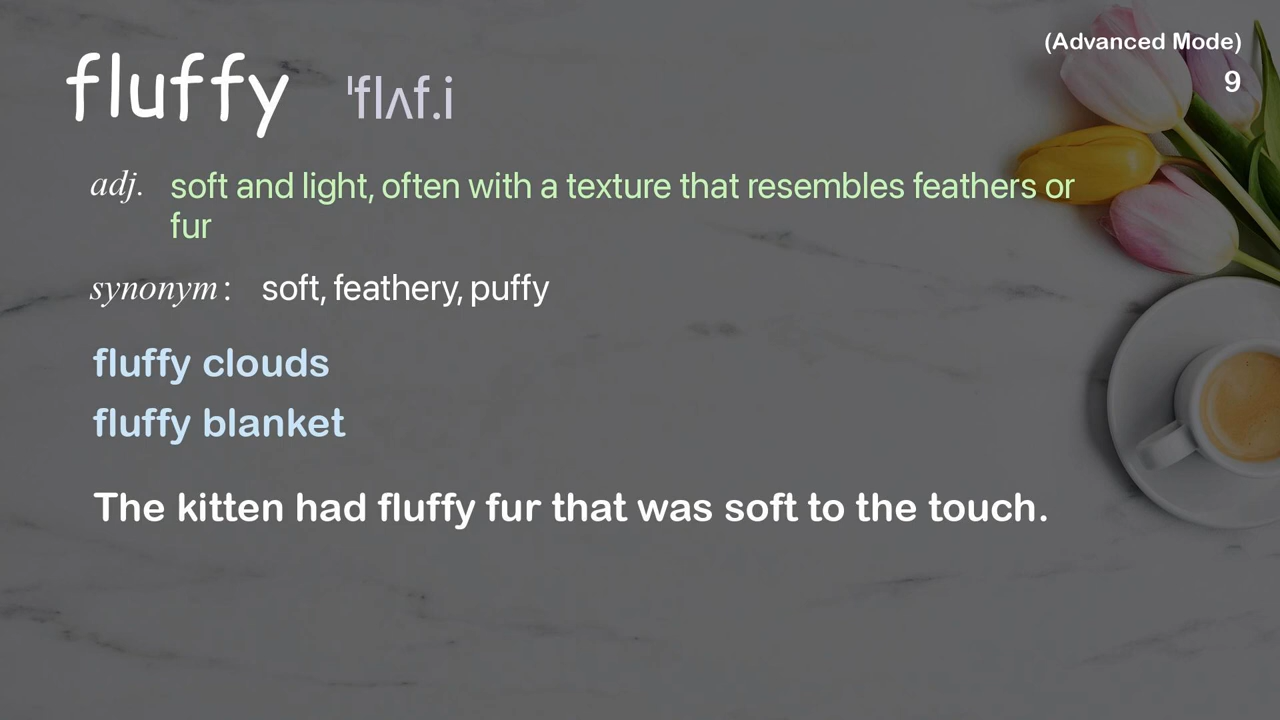 (Advanced Mode)
9
fluffy ˈflʌf.i
adj. soft and light, often with a texture that resembles feathers or
fur
synonym: soft, feathery, puffy
fluffy clouds
fluffy blanket
The kitten had fluffy fur that was soft to the touch.